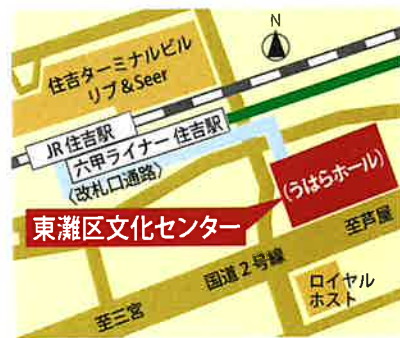 N
住吉ターミナルビル
リブ&Seer
JR 住吉駅
六甲ライナー 住吉駅
(改札口通路)
(うはらホール)
東灘区文化センター
至芦屋
国道2号線
至三宮
ロイヤル
ホスト